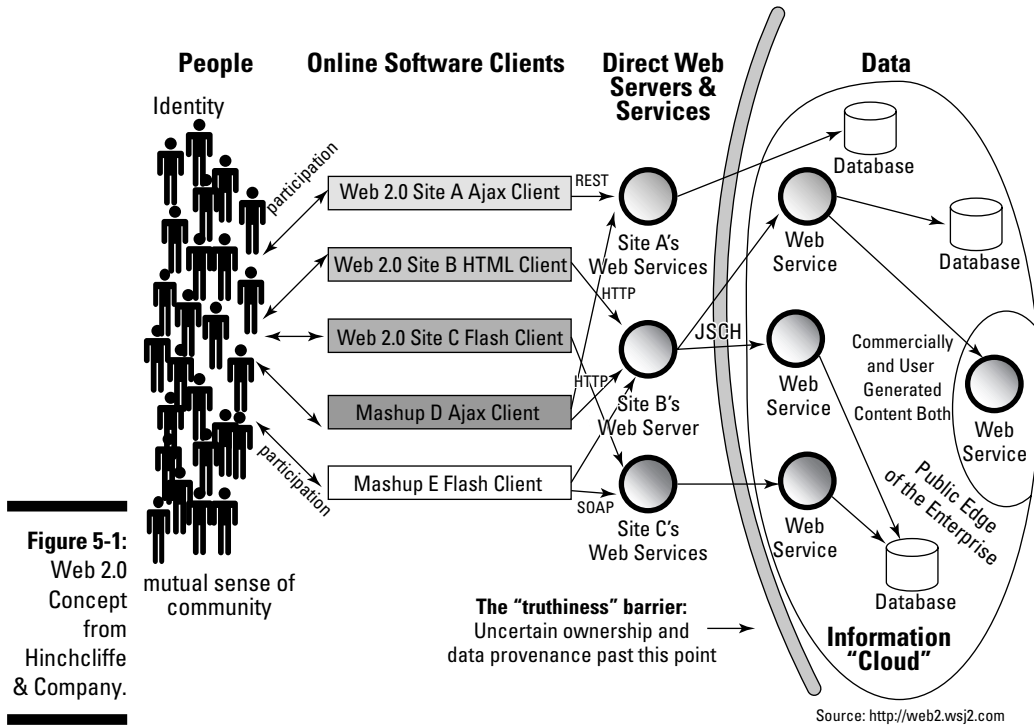 People
Online Software Clients
Direct Web
Servers &
Services
Data
Identity
participation
Web 2.0 Site A Ajax Client
REST
Site A's
Web Services
Web 2.0 Site B HTML Client
HTTP
Web 2.0 Site C Flash Client
HTTP
JSCH
Site B's
Web Server
Mashup D Ajax Client
Mashup E Flash Client
SOAP
Site C's
Web Services
participation
mutual sense of
community
Database
Web
Service
Database
Web
Service
Commercially
and User
Generated
Content Both
Web
Service
Web
Service
Public Edge
of the Enterprise
Database
Information
"Cloud"
The "truthiness" barrier:
Uncertain ownership and
data provenance past this point
Figure 5-1:
Web 2.0
Concept
from
Hinchcliffe
& Company.
Source: http://web2.wsj2.com